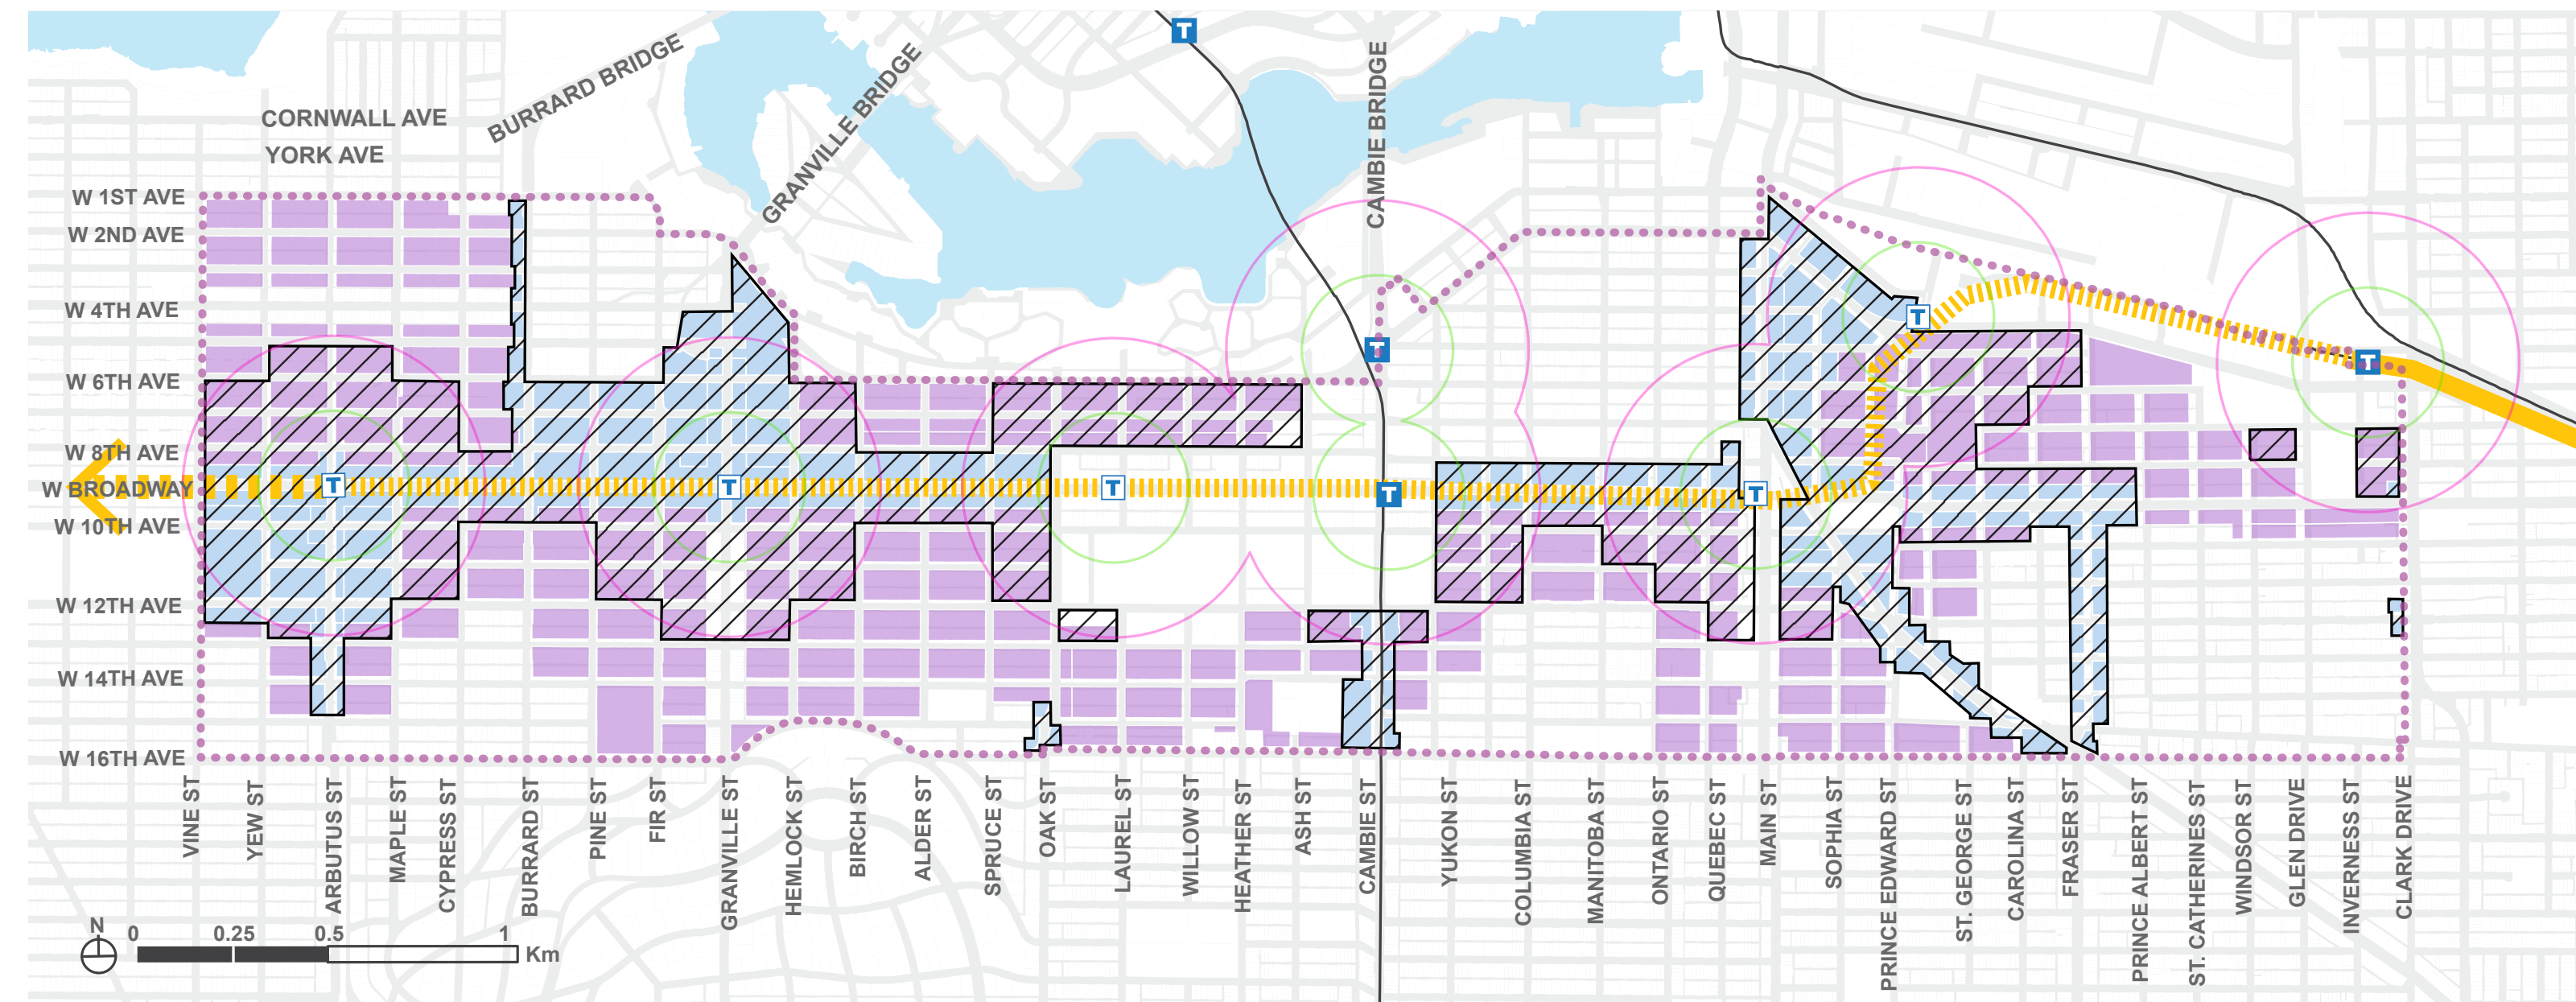 T
BURRARD BRIDGE
GRANVILLE BRIDGE
CAMBIE BRIDGE
CORNWALL AVE
YORK AVE
W 1ST AVE
W 2ND AVE
W 4TH AVE
T
T
T
W 6TH AVE
W 8TH AVE
W BROADWAY
T
T
T
T
T
W 10TH AVE
W 12TH AVE
W 14TH AVE
W 16TH AVE
VINE ST
YEW ST
ARBUTUS ST
MAPLE ST
CYPRESS ST
BURRARD ST
PINE ST
FIR ST
GRANVILLE ST
HEMLOCK ST
BIRCH ST
ALDER ST
SPRUCE ST
OAK ST
LAUREL ST
WILLOW ST
HEATHER ST
ASH ST
CAMBIE ST
YUKON ST
COLUMBIA ST
MANITOBA ST
ONTARIO ST
QUEBEC ST
MAIN ST
SOPHIA ST
PRINCE EDWARD ST
ST. GEORGE ST
CAROLINA ST
FRASER ST
PRINCE ALBERT ST
ST. CATHERINES ST
WINDSOR ST
GLEN DRIVE
INVERNESS ST
CLARK DRIVE
N
0 0.25 0.5 1
Km